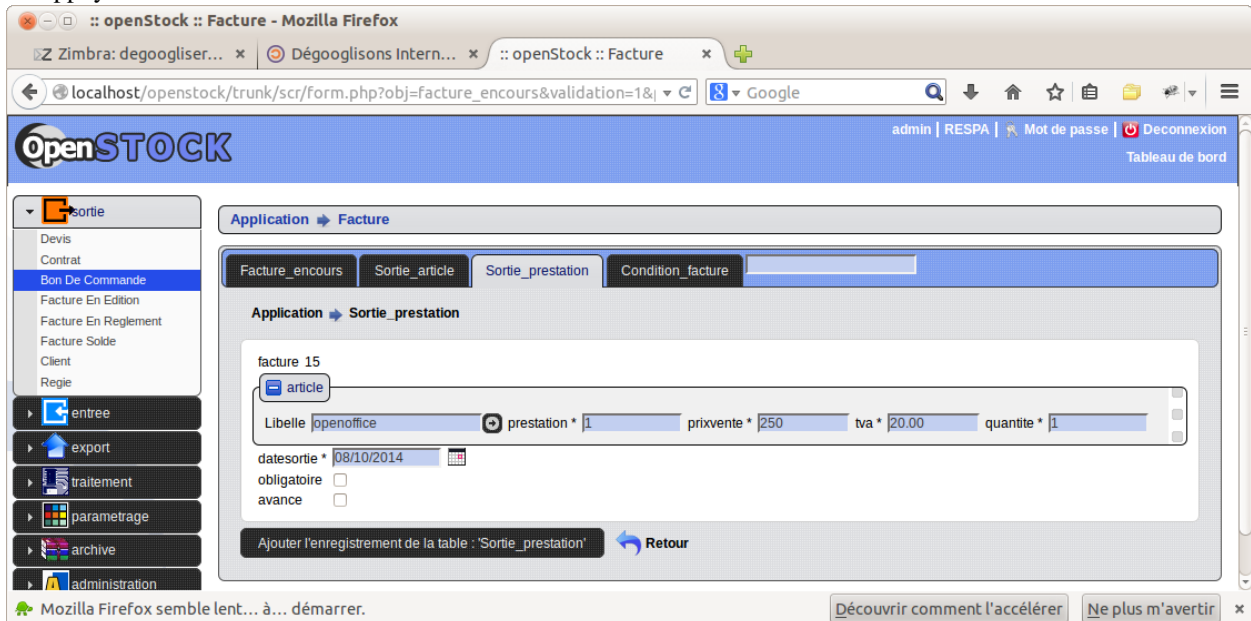 :: openStock :: Facture - Mozilla Firefox
Zimbra: degoogliser... × Dégooglisons Intern... × :: openStock :: Facture ×
localhost/openstock/trunk/scr/form.php?obj=facture_encours&validation=1& Google
OpenSTOCK
admin | RESPA | Mot de passe | Deconnexion
Tableau de bord
sortie
Devis
Contrat
Bon De Commande
Facture En Edition
Facture En Reglement
Facture Solde
Client
Regie
entree
export
traitement
parametrage
archive
administration
Application Facture
Facture_encours Sortie_article Sortie_prestation Condition_facture
Application Sortie_prestation
facture 15
article
Libelle openoffice prestation * 1 prixvente * 250 tva * 20.00 quantite * 1
datesortie * 08/10/2014
obligatoire
avance
Ajouter l'enregistrement de la table : 'Sortie_prestation' Retour
Mozilla Firefox semble lent... à... démarrer. Découvrir comment l'accélérer Ne plus m'avertir ×